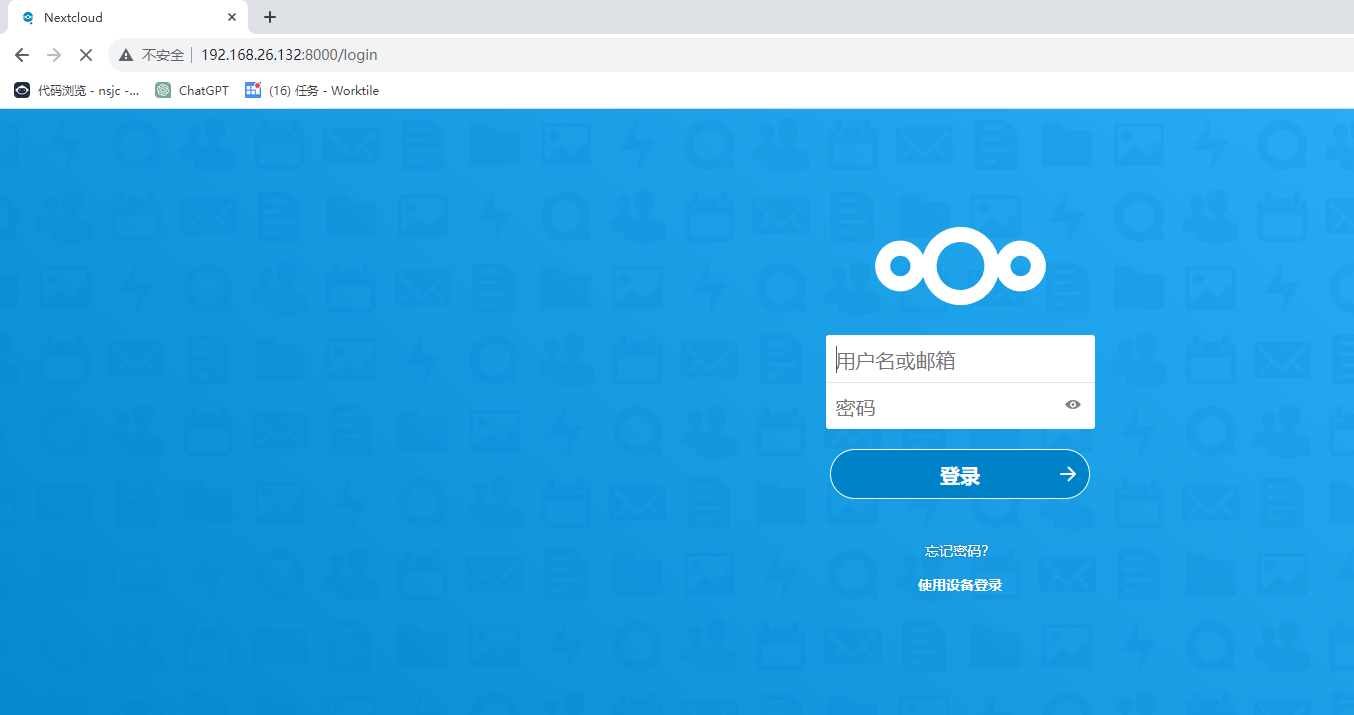 Nextcloud
不安全 192.168.26.132:8000/login
代码浏览 - nsjc -... ChatGPT (16) 任务 - Worktile
用户名或邮箱
密码
登录
忘记密码?
使用设备登录